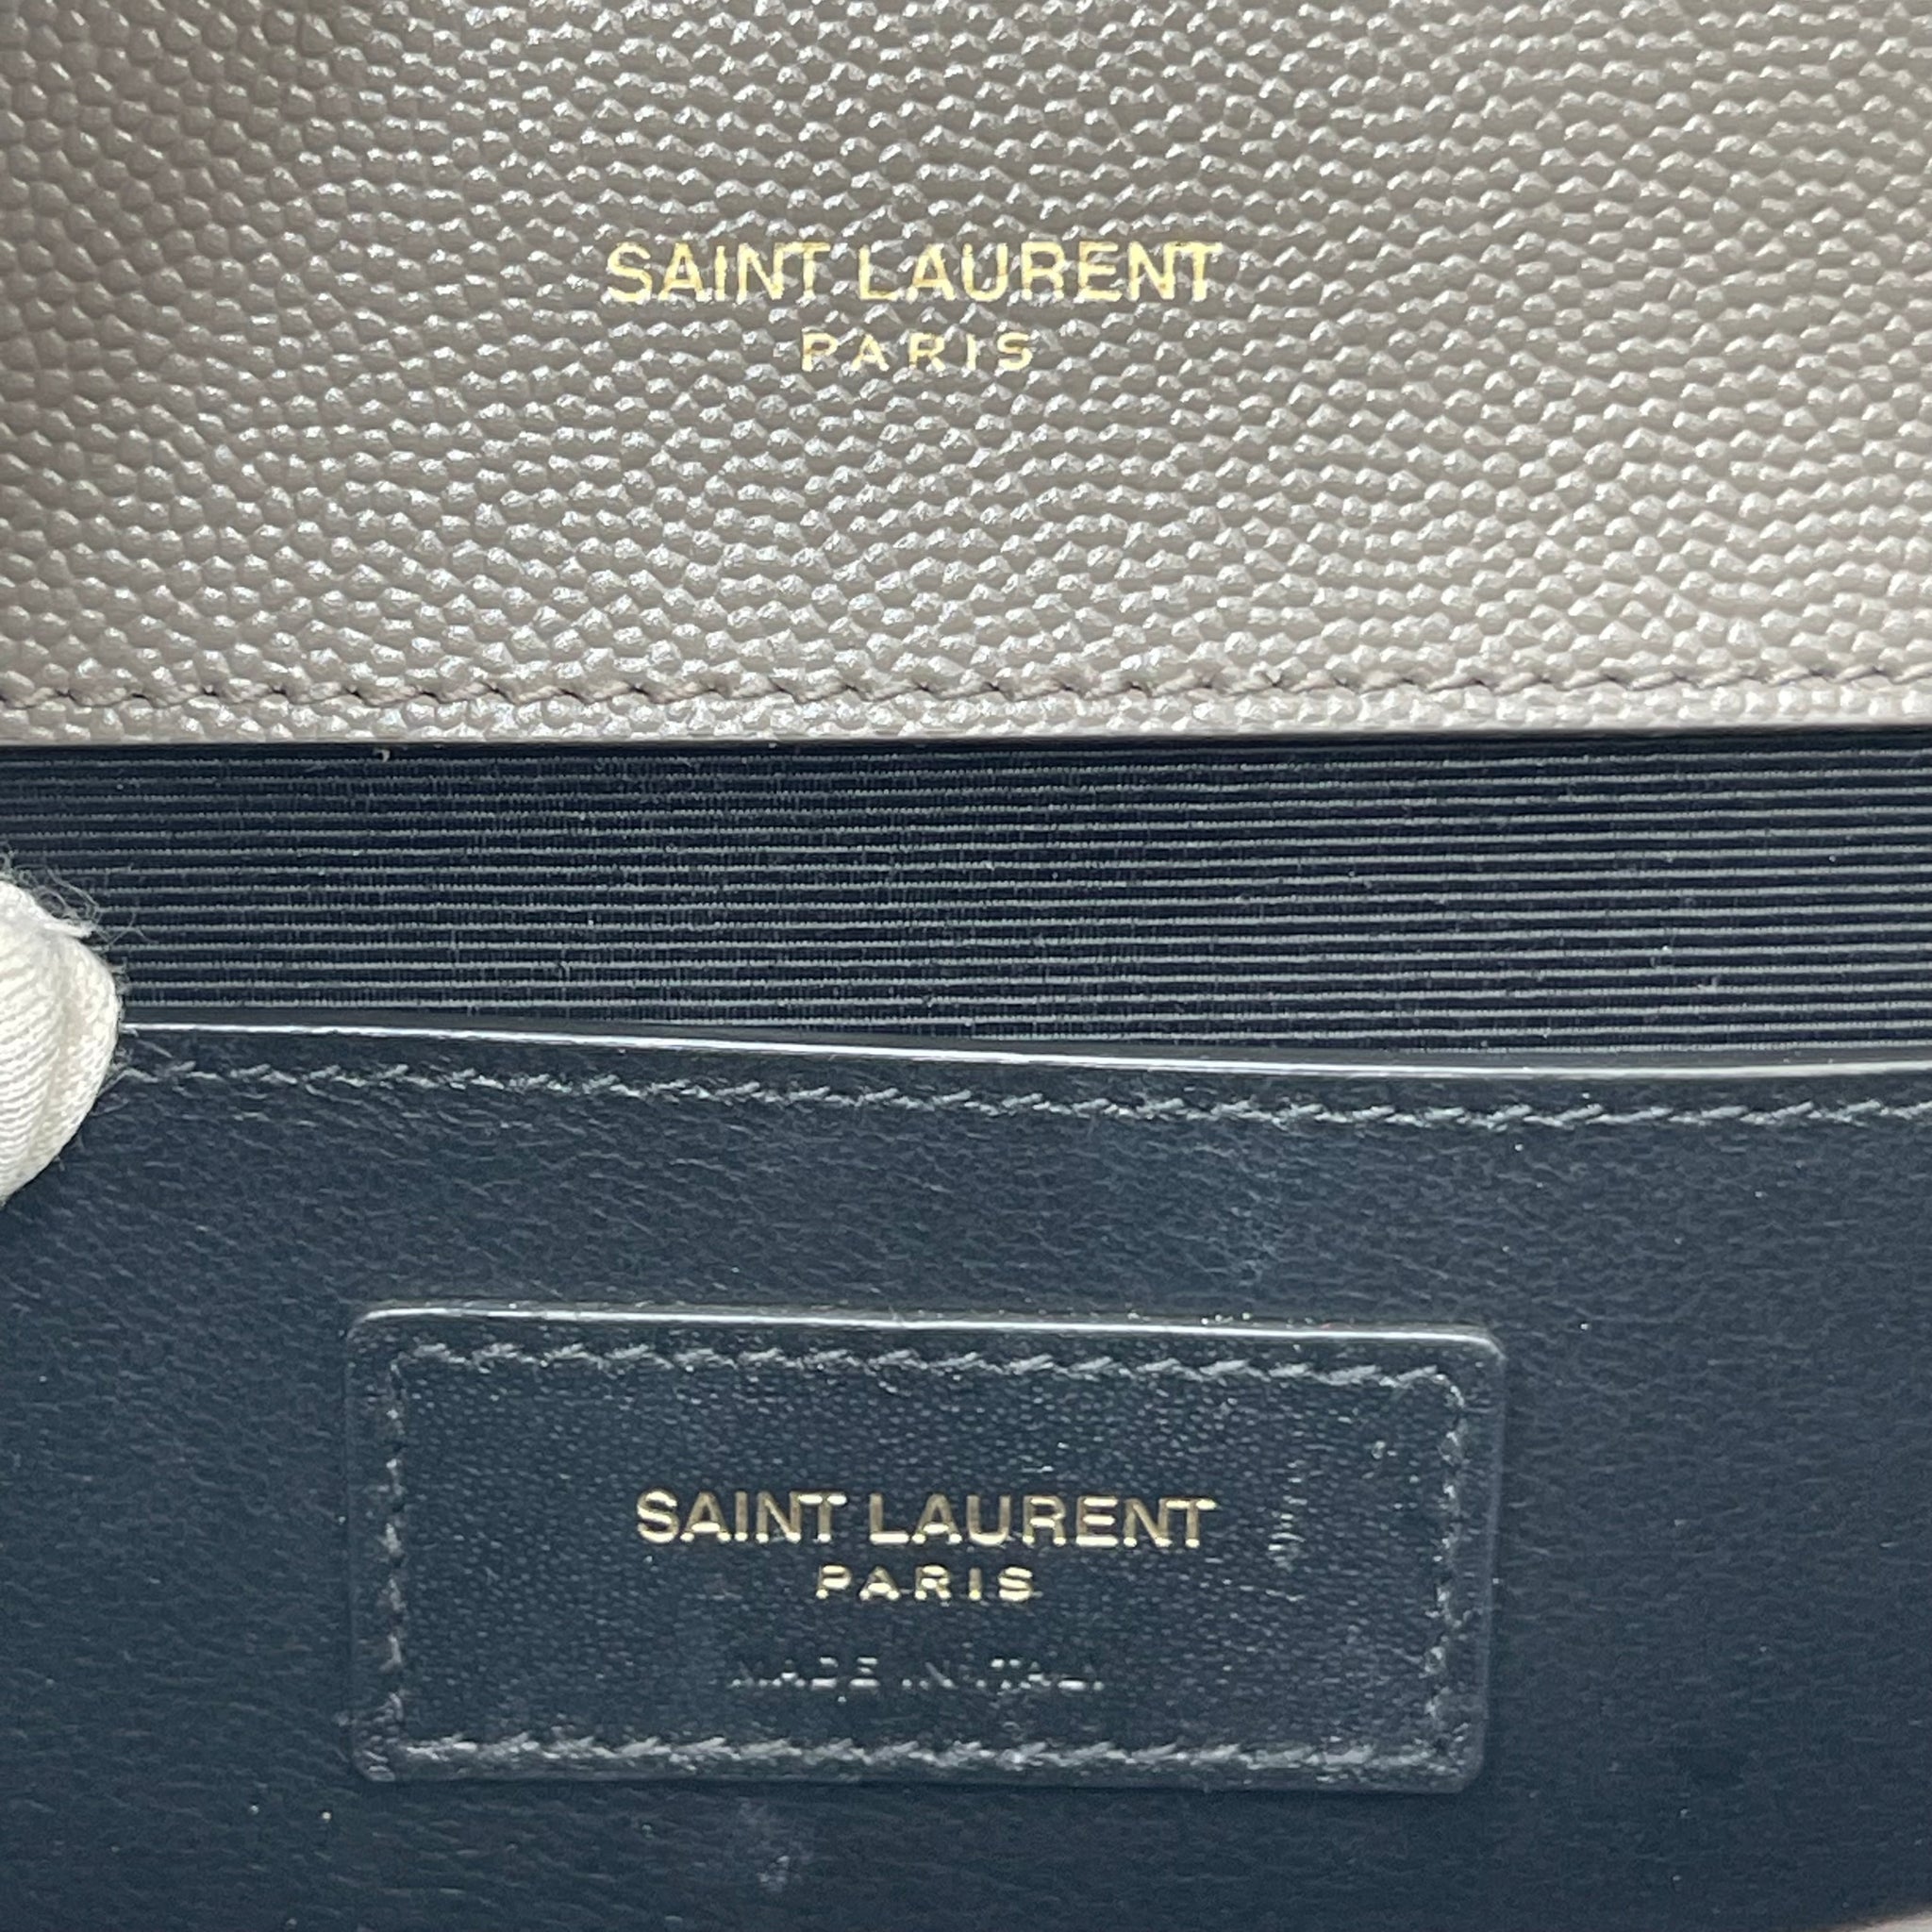 SAINT LAURENT
PARIS
SAINT LAURENT
PARIS
MADE IN ITALY